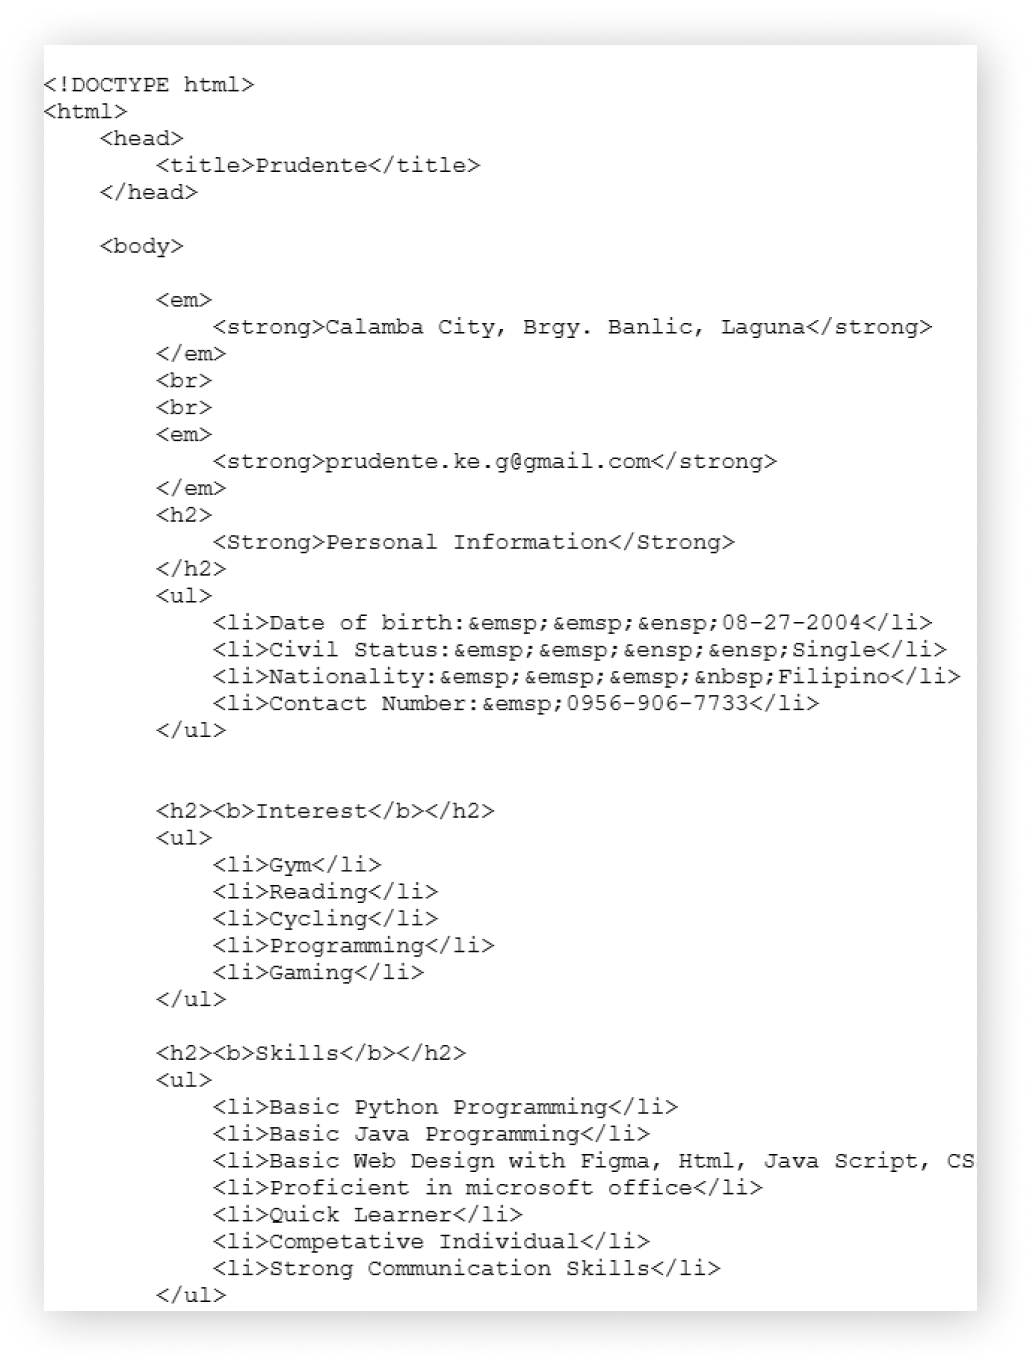 <!DOCTYPE html>
<html>
<head>
<title>Prudente</title>
</head>
<body>
<em>
<strong>Calamba City, Brgy. Banlic, Laguna</strong>
</em>
<br>
<br>
<em>
<strong>prudente.ke.g@gmail.com</strong>
</em>
<h2>
<Strong>Personal Information</Strong>
</h2>
<ul>
<li>Date of birth:&emsp;&emsp;&ensp;08-27-2004</li>
<li>Civil Status:&emsp;&emsp;&ensp;&ensp;Single</li>
<li>Nationality:&emsp;&emsp;&emsp;&nbsp;Filipino</li>
<li>Contact Number:&emsp;0956-906-7733</li>
</ul>
<h2><b>Interest</b></h2>
<ul>
<li>Gym</li>
<li>Reading</li>
<li>Cycling</li>
<li>Programming</li>
<li>Gaming</li>
</ul>
<h2><b>Skills</b></h2>
<ul>
<li>Basic Python Programming</li>
<li>Basic Java Programming</li>
<li>Basic Web Design with Figma, Html, Java Script, CS
<li>Proficient in microsoft office</li>
<li>Quick Learner</li>
<li>Competative Individual</li>
<li>Strong Communication Skills</li>
</ul>